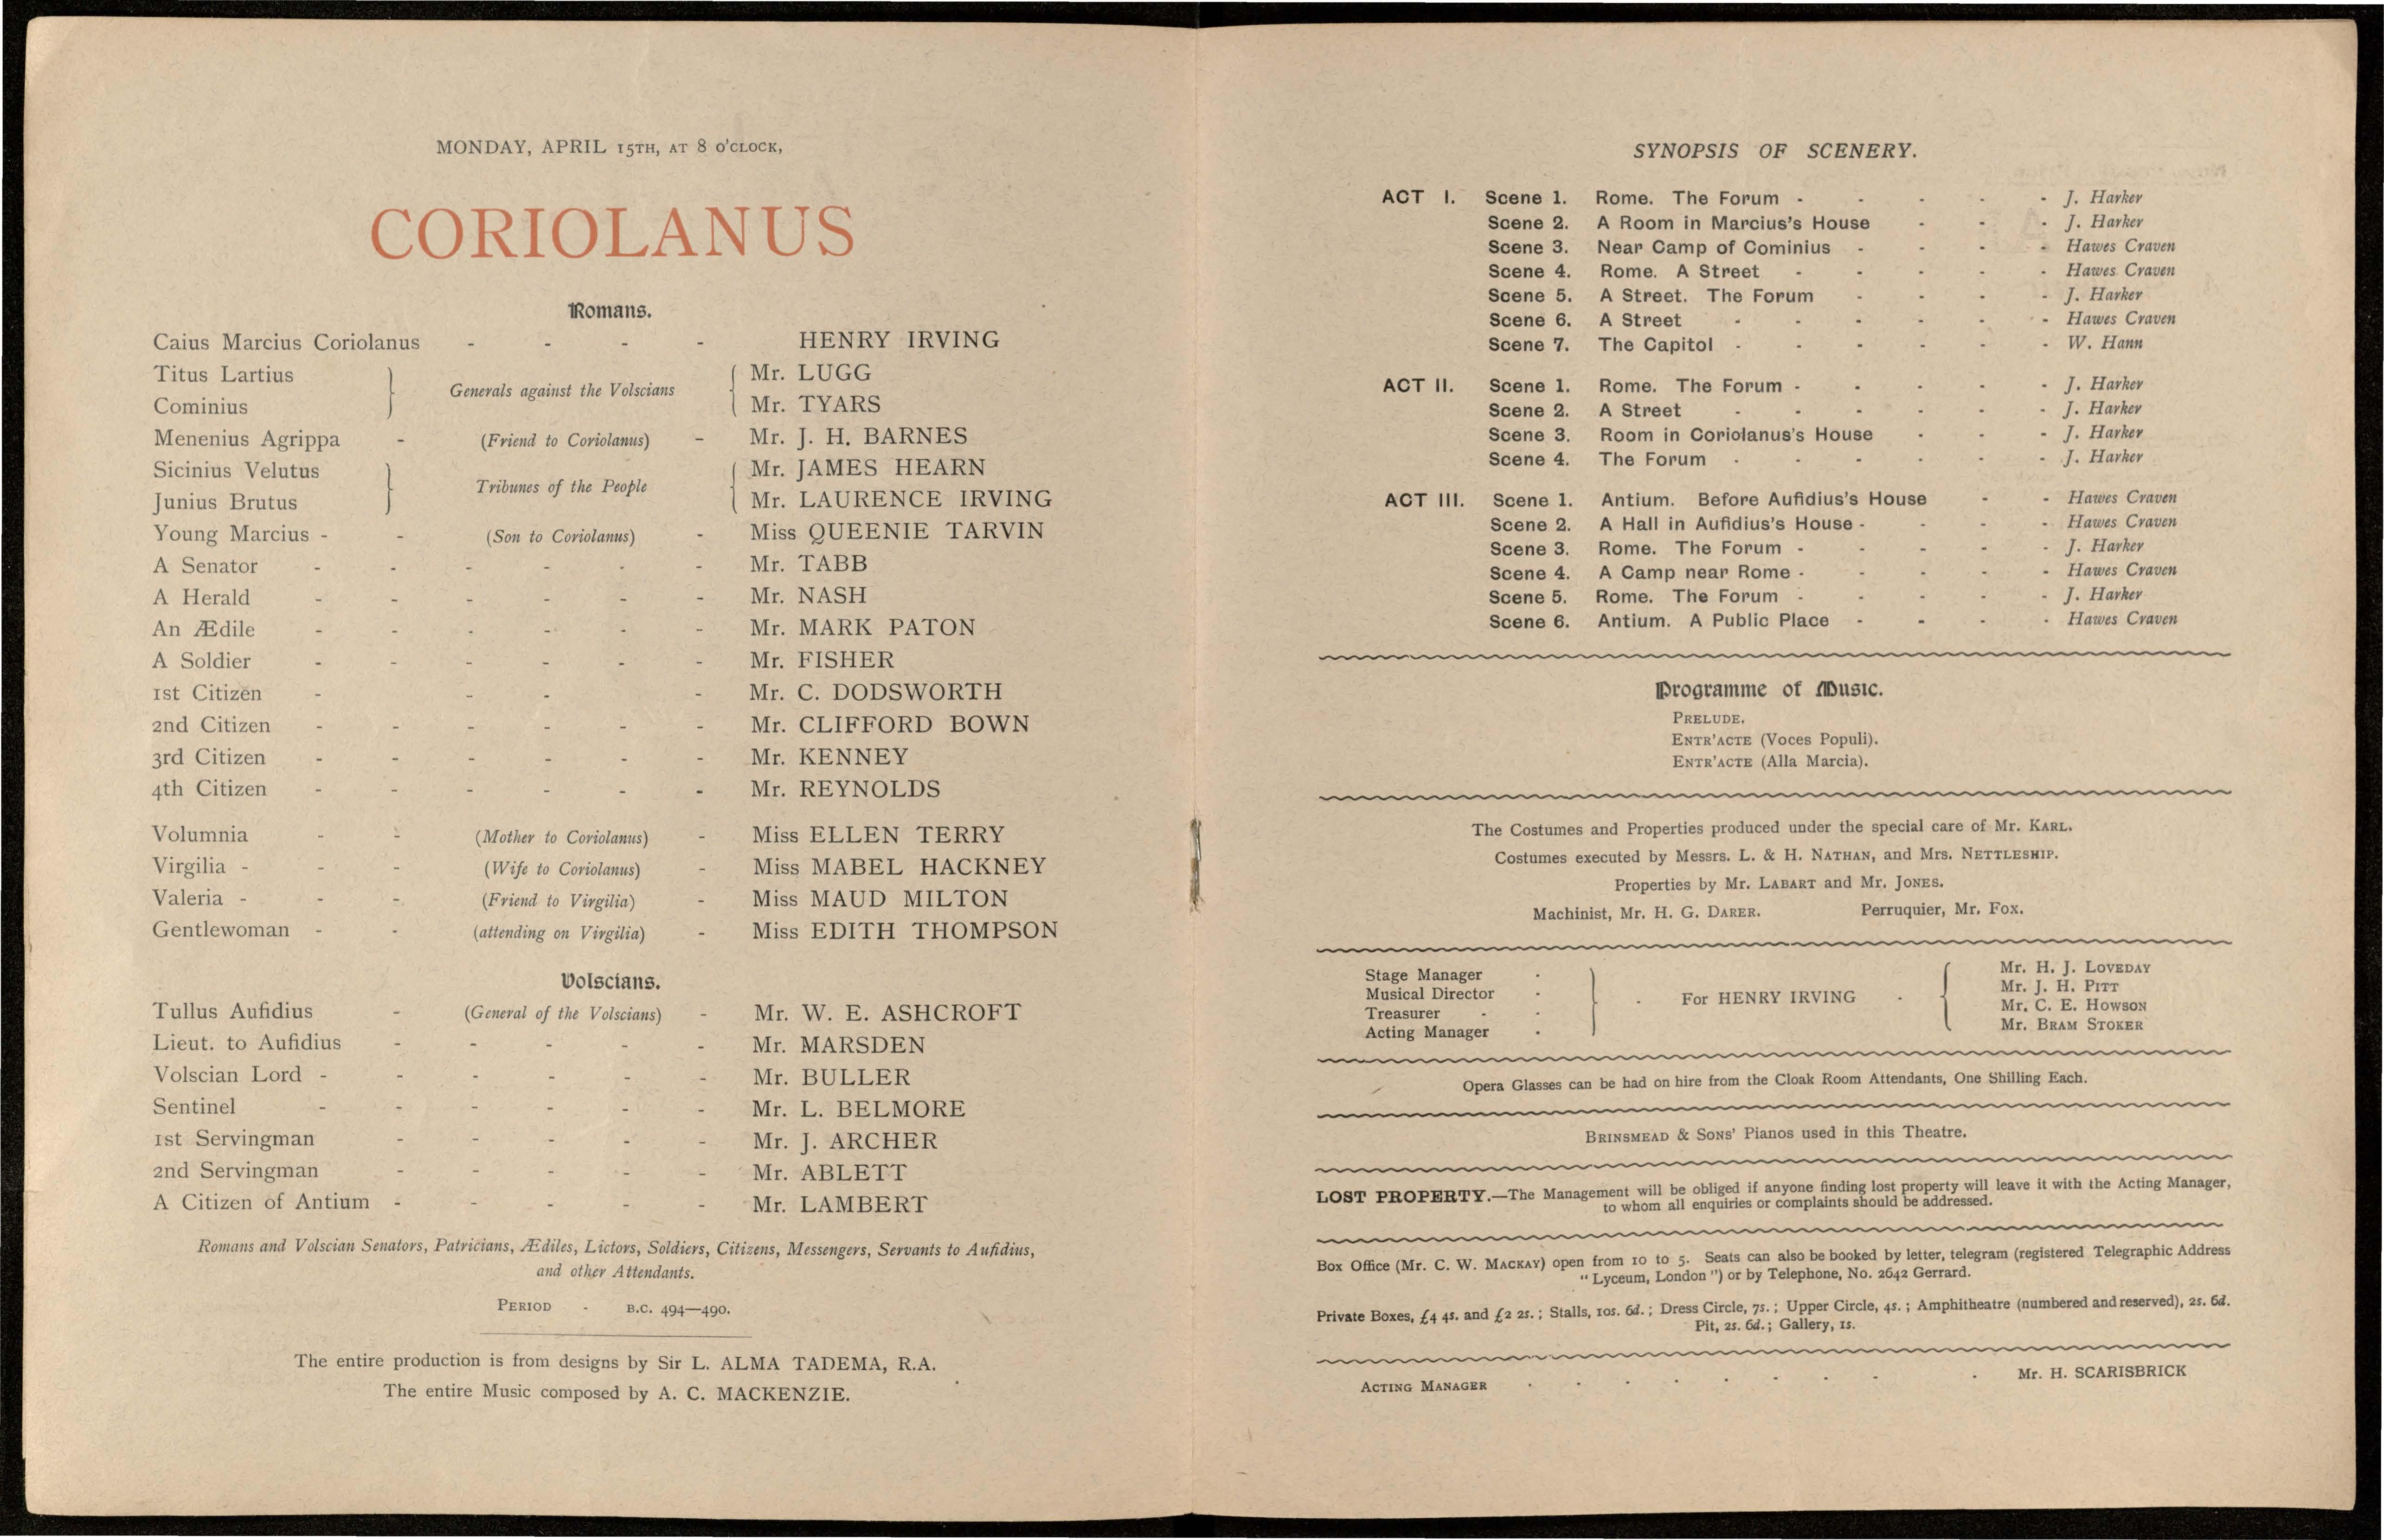 MONDAY, APRIL 15TH, AT 8 O'CLOCK,
CORIOLANUS
Romans.
Caius Marcius Coriolanus - - - - HENRY IRVING
Titus Lartius } Generals against the Volscians { Mr. LUGG
Cominius Mr. TYARS
Menenius Agrippa - (Friend to Coriolanus) - Mr. J. H. BARNES
Sicinius Velutus } Tribunes of the People { Mr. JAMES HEARN
Junius Brutus Mr. LAURENCE IRVING
Young Marcius - - (Son to Coriolanus) - Miss QUEENIE TARVIN
A Senator - - - - - - Mr. TABB
A Herald - - - - - - Mr. NASH
An Ædile - - - - - - Mr. MARK PATON
A Soldier - - - - - - Mr. FISHER
1st Citizen - - - - Mr. C. DODSWORTH
2nd Citizen - - - - - - Mr. CLIFFORD BOWN
3rd Citizen - - - - - - Mr. KENNEY
4th Citizen - - - - - - Mr. REYNOLDS
Volumnia - - (Mother to Coriolanus) - Miss ELLEN TERRY
Virgilia - - - (Wife to Coriolanus) - Miss MABEL HACKNEY
Valeria - - - (Friend to Virgilia) - Miss MAUD MILTON
Gentlewoman - - (attending on Virgilia) - Miss EDITH THOMPSON
Volscians.
Tullus Aufidius - (General of the Volscians) - Mr. W. E. ASHCROFT
Lieut. to Aufidius - - - - - Mr. MARSDEN
Volscian Lord - - - - - - Mr. BULLER
Sentinel - - - - - - Mr. L. BELMORE
1st Servingman - - - - - Mr. J. ARCHER
2nd Servingman - - - - - Mr. ABLETT
A Citizen of Antium - - - - - Mr. LAMBERT
Romans and Volscian Senators, Patricians, Ædiles, Lictors, Soldiers, Citizens, Messengers, Servants to Aufidius,
and other Attendants.
PERIOD - B.C. 494—490.
The entire production is from designs by Sir L. ALMA TADEMA, R.A.
The entire Music composed by A. C. MACKENZIE.
SYNOPSIS OF SCENERY.
ACT I. Scene 1. Rome. The Forum - - - - - J. Harker
Scene 2. A Room in Marcius's House - - - J. Harker
Scene 3. Near Camp of Cominius - - - - Hawes Craven
Scene 4. Rome. A Street - - - - - Hawes Craven
Scene 5. A Street. The Forum - - - - J. Harker
Scene 6. A Street - - - - - - Hawes Craven
Scene 7. The Capitol - - - - - - W. Hann
ACT II. Scene 1. Rome. The Forum - - - - - J. Harker
Scene 2. A Street - - - - - - J. Harker
Scene 3. Room in Coriolanus's House - - - J. Harker
Scene 4. The Forum - - - - - - J. Harker
ACT III. Scene 1. Antium. Before Aufidius's House - - Hawes Craven
Scene 2. A Hall in Aufidius's House - - - - Hawes Craven
Scene 3. Rome. The Forum - - - - - J. Harker
Scene 4. A Camp near Rome - - - - - Hawes Craven
Scene 5. Rome. The Forum - - - - - J. Harker
Scene 6. Antium. A Public Place - - - - Hawes Craven
Programme of Music.
PRELUDE.
ENTR'ACTE (Voces Populi).
ENTR'ACTE (Alla Marcia).
The Costumes and Properties produced under the special care of Mr. KARL.
Costumes executed by Messrs. L. & H. NATHAN, and Mrs. NETTLESHIP.
Properties by Mr. LABART and Mr. JONES.
Machinist, Mr. H. G. DARER. Perruquier, Mr. FOX.
Stage Manager - Mr. H. J. LOVEDAY
Musical Director - Mr. J. H. PITT
} - For HENRY IRVING - {
Treasurer - - Mr. C. E. HOWSON
Acting Manager - Mr. BRAM STOKER
Opera Glasses can be had on hire from the Cloak Room Attendants, One Shilling Each.
BRINSMEAD & SONS' Pianos used in this Theatre.
LOST PROPERTY.—The Management will be obliged if anyone finding lost property will leave it with the Acting Manager,
to whom all enquiries or complaints should be addressed.
Box Office (Mr. C. W. MACKAY) open from 10 to 5. Seats can also be booked by letter, telegram (registered Telegraphic Address
"Lyceum, London") or by Telephone, No. 2642 Gerrard.
Private Boxes, £4 4s. and £2 2s.; Stalls, 10s. 6d.; Dress Circle, 7s.; Upper Circle, 4s.; Amphitheatre (numbered and reserved), 2s. 6d.
Pit, 2s. 6d.; Gallery, 1s.
ACTING MANAGER - - - - - - - - - - Mr. H. SCARISBRICK